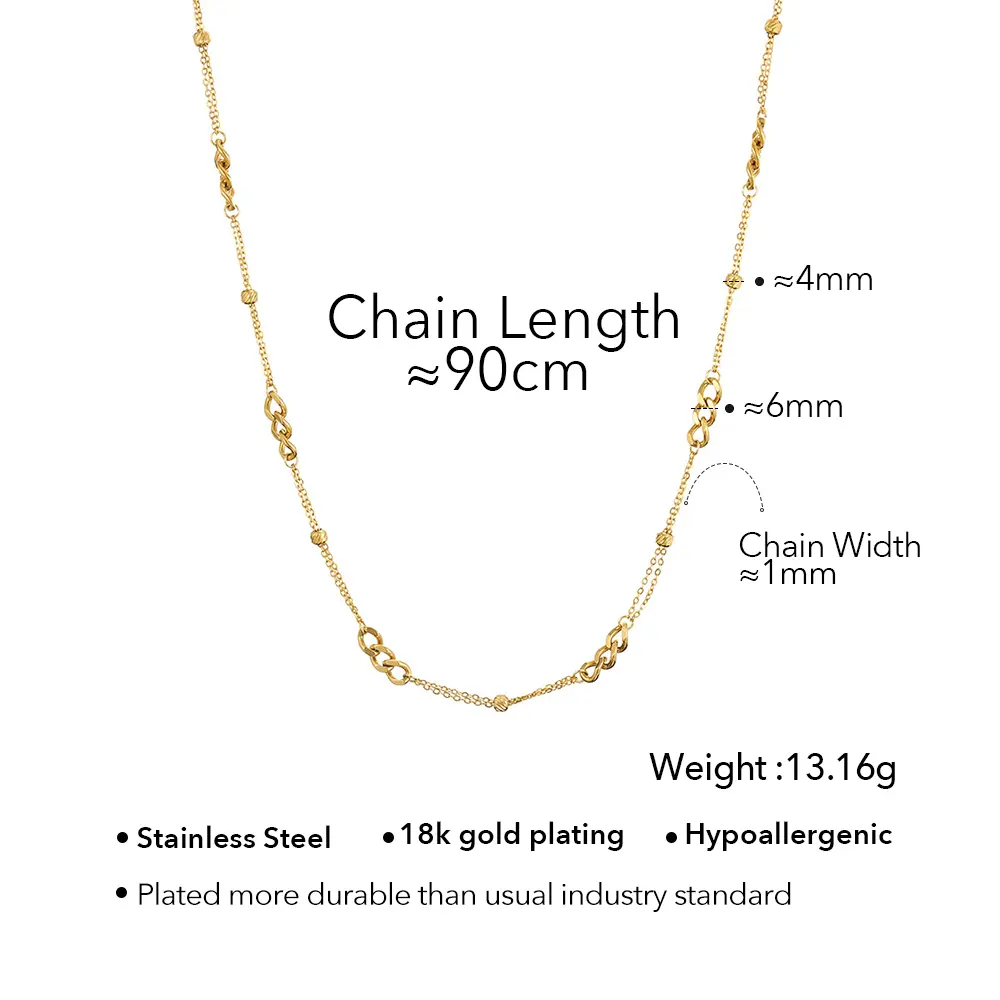 ≈4mm
Chain Length
≈90cm
≈6mm
Chain Width
≈1mm
Weight :13.16g
• Stainless Steel • 18k gold plating • Hypoallergenic
• Plated more durable than usual industry standard